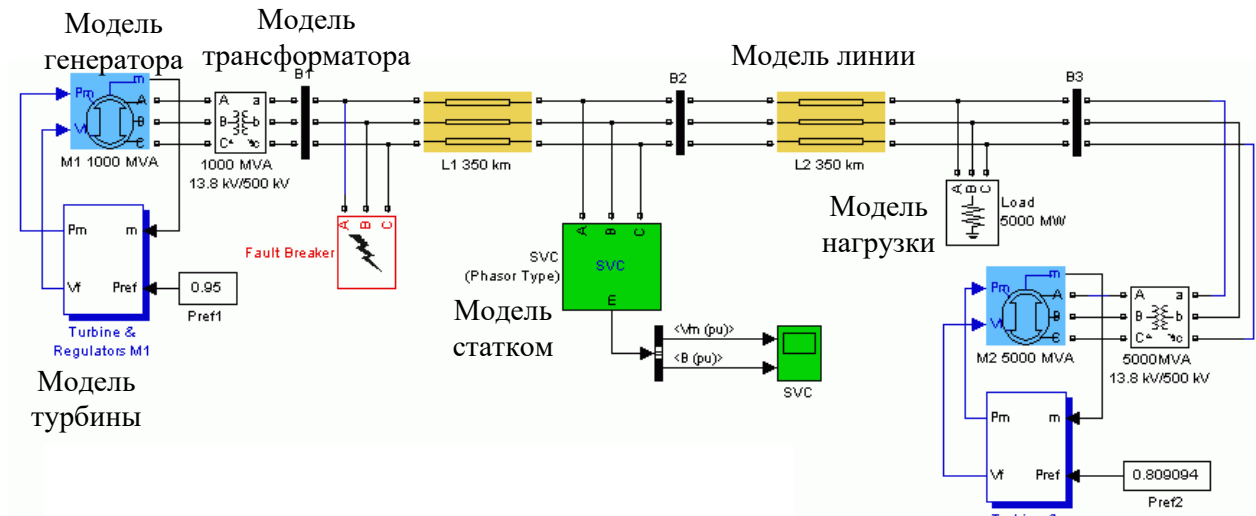 Модель
генератора
Модель
трансформатора
Модель линии
m
Pm
Vf
A
B
C
M1 1000 MVA
A a
B b
C c
1000 MVA
13.8 kV/500 kV
B1
L1 350 km
B2
L2 350 km
B3
Pm m
Vf Pref
0.95
Pref1
Turbine &
Regulators M1
Модель
турбины
A B C
Fault Breaker
A B C
SVC
m
SVC
(Phasor Type)
Модель
статком
<Vm (pu)>
<B (pu)>
SVC
Модель
нагрузки
A B C
Load
5000 MW
m
Pm
Vf
A
B
C
M2 5000 MVA
A a
B b
C c
5000MVA
13.8 kV/500 kV
Pm m
Vf Pref
0.809094
Pref2